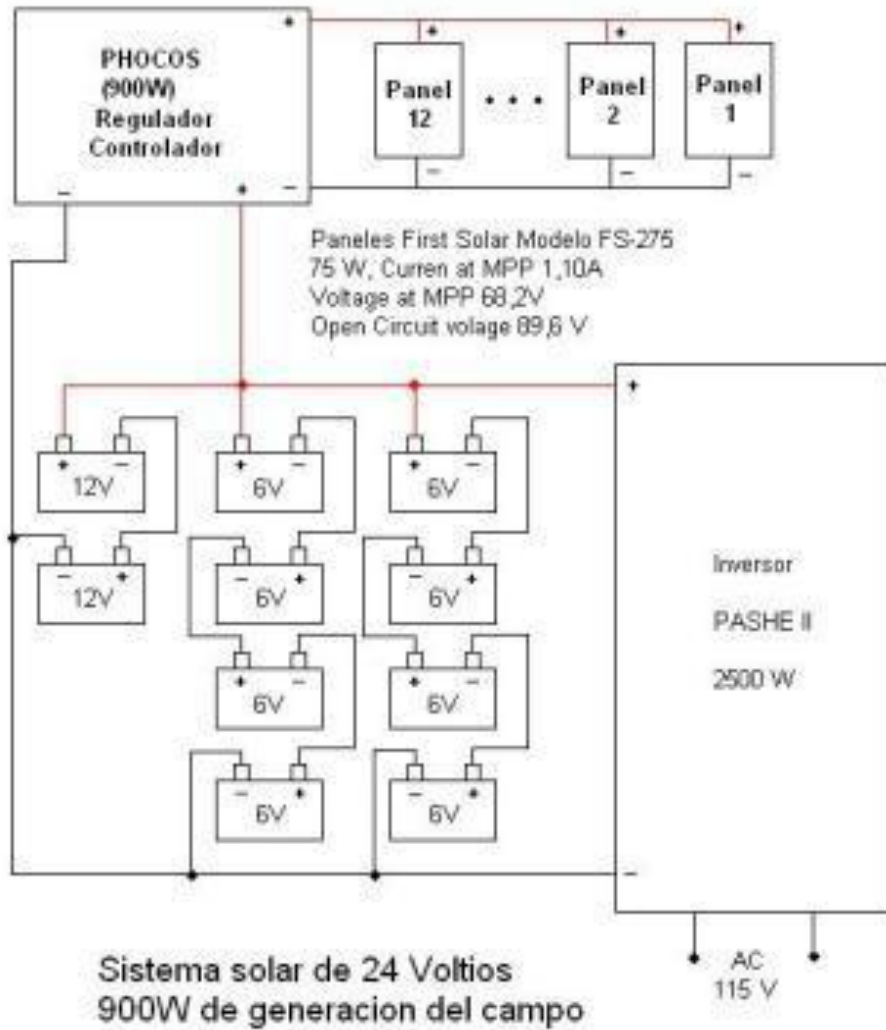 PHOCOS
(900W)
Regulador
Controlador
+
−
−
+
+
Panel
12
−
• • •
+
Panel
2
−
+
Panel
1
−
Paneles First Solar Modelo FS-275
75 W, Curren at MPP 1,10A
Voltage at MPP 68,2V
Open Circuit volage 89,6 V
+ −
12V
+ −
6V
+ −
6V
− +
12V
− +
6V
− +
6V
+ −
6V
+ −
6V
− +
6V
− +
6V
+
Inversor
PASHE II
2500 W
−
AC
115 V
Sistema solar de 24 Voltios
900W de generacion del campo